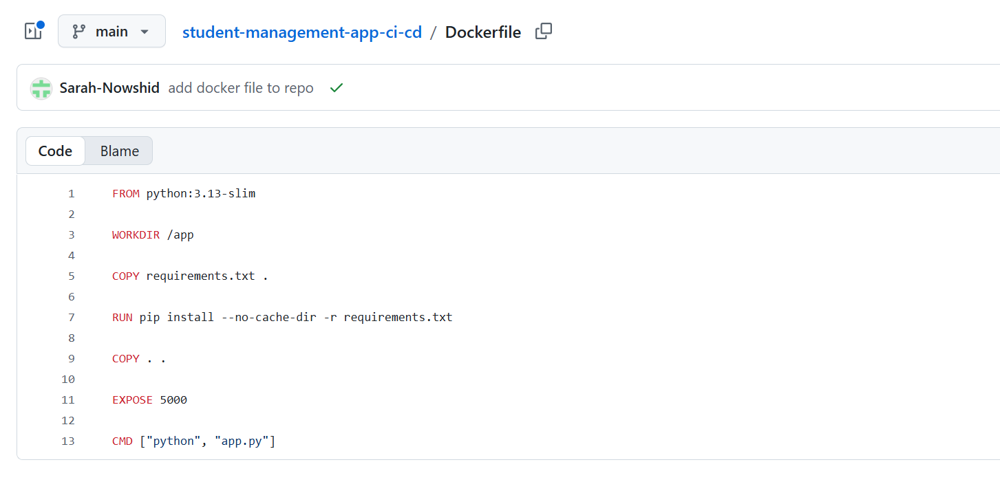 main
student-management-app-ci-cd / Dockerfile
Sarah-Nowshid add docker file to repo
Code Blame
1 FROM python:3.13-slim
2
3 WORKDIR /app
4
5 COPY requirements.txt .
6
7 RUN pip install --no-cache-dir -r requirements.txt
8
9 COPY . .
10
11 EXPOSE 5000
12
13 CMD ["python", "app.py"]